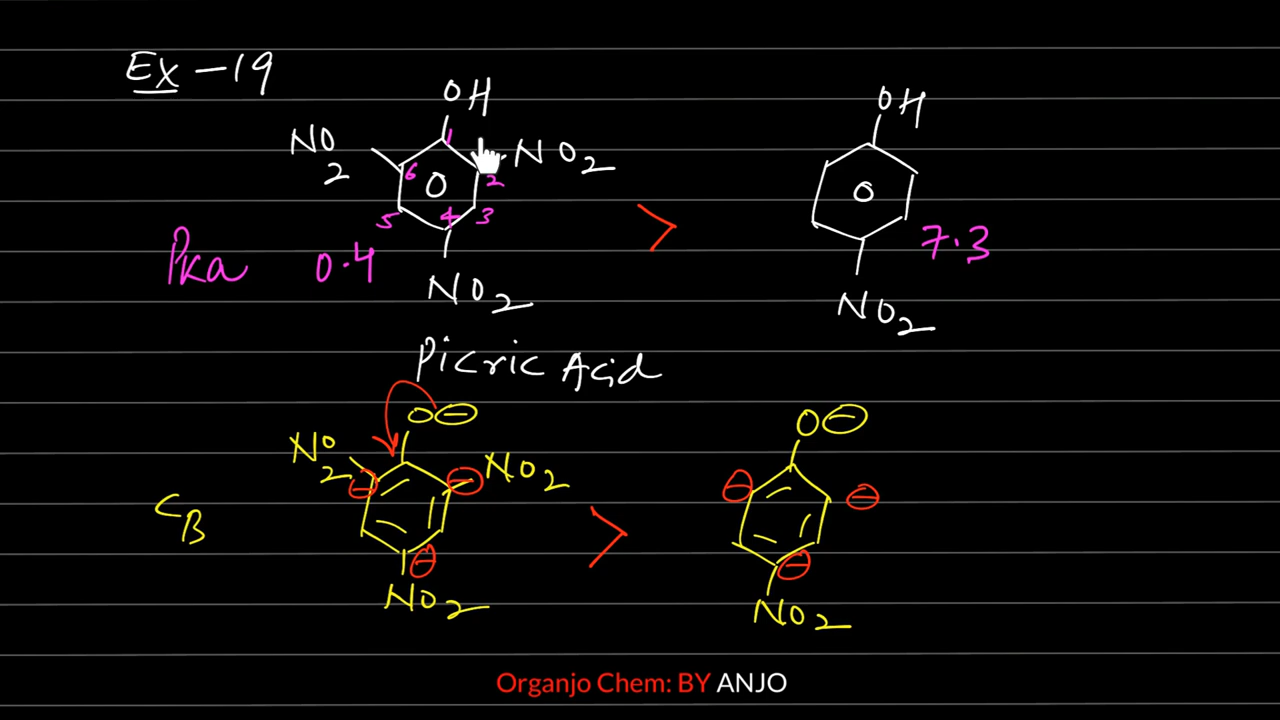 Ex - 19
OH
OH
NO2
NO2
1
6
2
5
4
3
>
7.3
Pka 0.4
NO2
NO2
Picric Acid
O⊖
O⊖
NO2
NO2
⊖
⊖
⊖
⊖
CB
>
⊖
⊖
NO2
NO2
Organjo Chem: BY ANJO